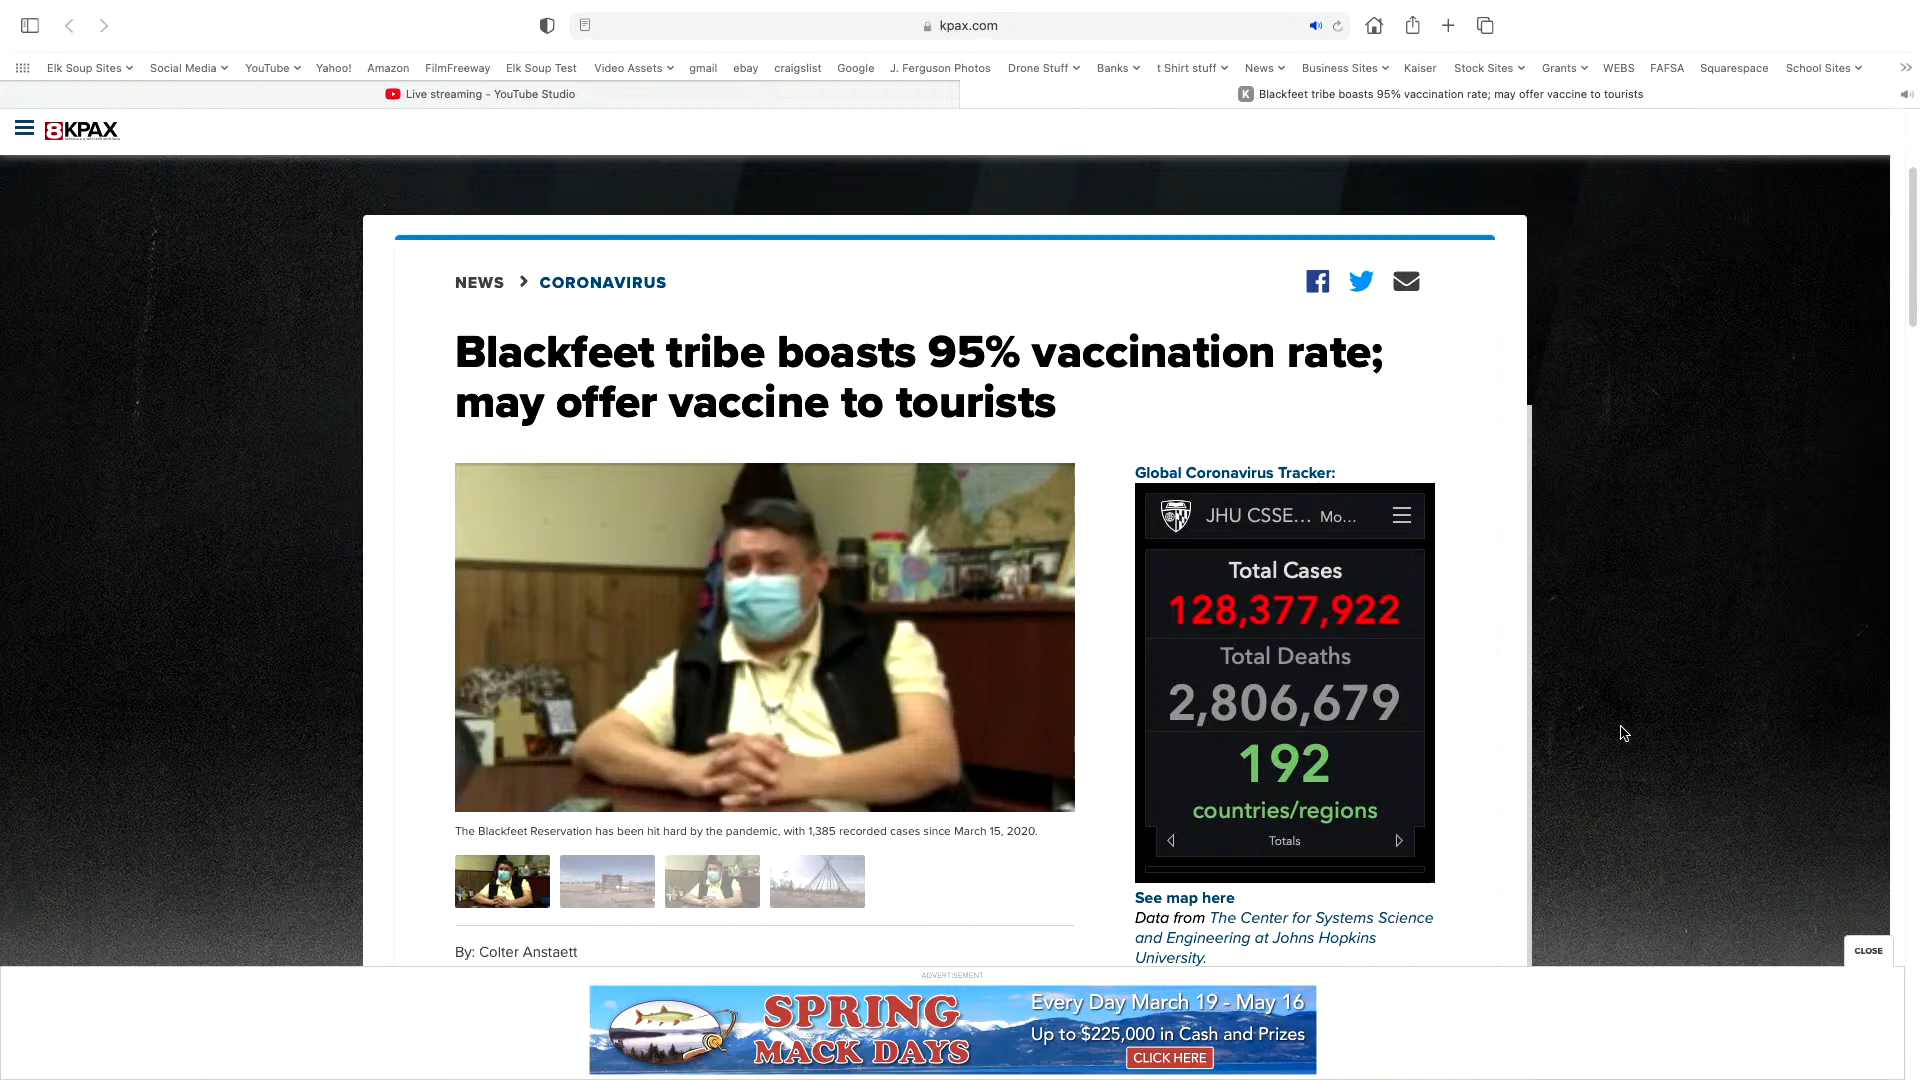 kpax.com
Elk Soup Sites Social Media YouTube Yahoo! Amazon FilmFreeway Elk Soup Test Video Assets gmail ebay craigslist Google J. Ferguson Photos Drone Stuff Banks t Shirt stuff News Business Sites Kaiser Stock Sites Grants WEBS FAFSA Squarespace School Sites
Live streaming - YouTube Studio
K Blackfeet tribe boasts 95% vaccination rate; may offer vaccine to tourists
8KPAX
NEWS > CORONAVIRUS
Blackfeet tribe boasts 95% vaccination rate;
may offer vaccine to tourists
The Blackfeet Reservation has been hit hard by the pandemic, with 1,385 recorded cases since March 15, 2020.
By: Colter Anstaett
Global Coronavirus Tracker:
JHU CSSE... Mo...
Total Cases
128,377,922
Total Deaths
2,806,679
192
countries/regions
Totals
See map here
Data from The Center for Systems Science
and Engineering at Johns Hopkins
University.
CLOSE
ADVERTISEMENT
SPRING
MACK DAYS
Every Day March 19 - May 16
Up to $225,000 in Cash and Prizes
CLICK HERE